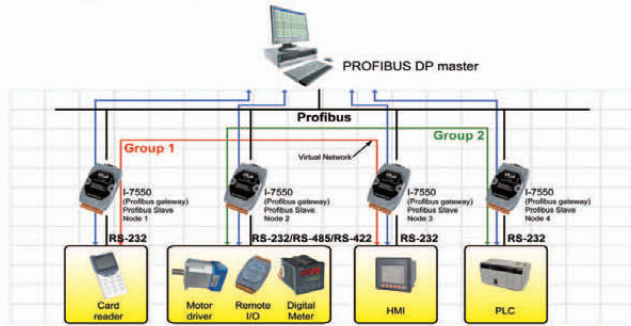 PROFIBUS DP master
Profibus
Group 1
Group 2
Virtual Network
I-7550
(Profibus gateway)
Profibus Slave
Node 1
I-7550
(Profibus gateway)
Profibus Slave
Node 2
I-7550
(Profibus gateway)
Profibus Slave
Node 3
I-7550
(Profibus gateway)
Profibus Slave
Node 4
RS-232
RS-232/RS-485/RS-422
RS-232
RS-232
Card
reader
Motor
driver
Remote
I/O
Digital
Meter
HMI
PLC